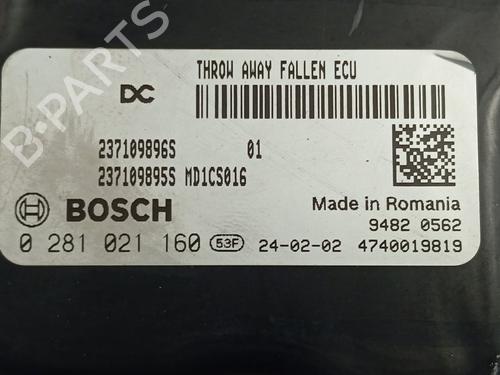 THROW AWAY FALLEN ECU
DC
237109896S 01
237109895S MD1CS016
BOSCH
Made in Romania
9482 0562
0 281 021 160 53F 24-02-02 4740019819
B-PARTS